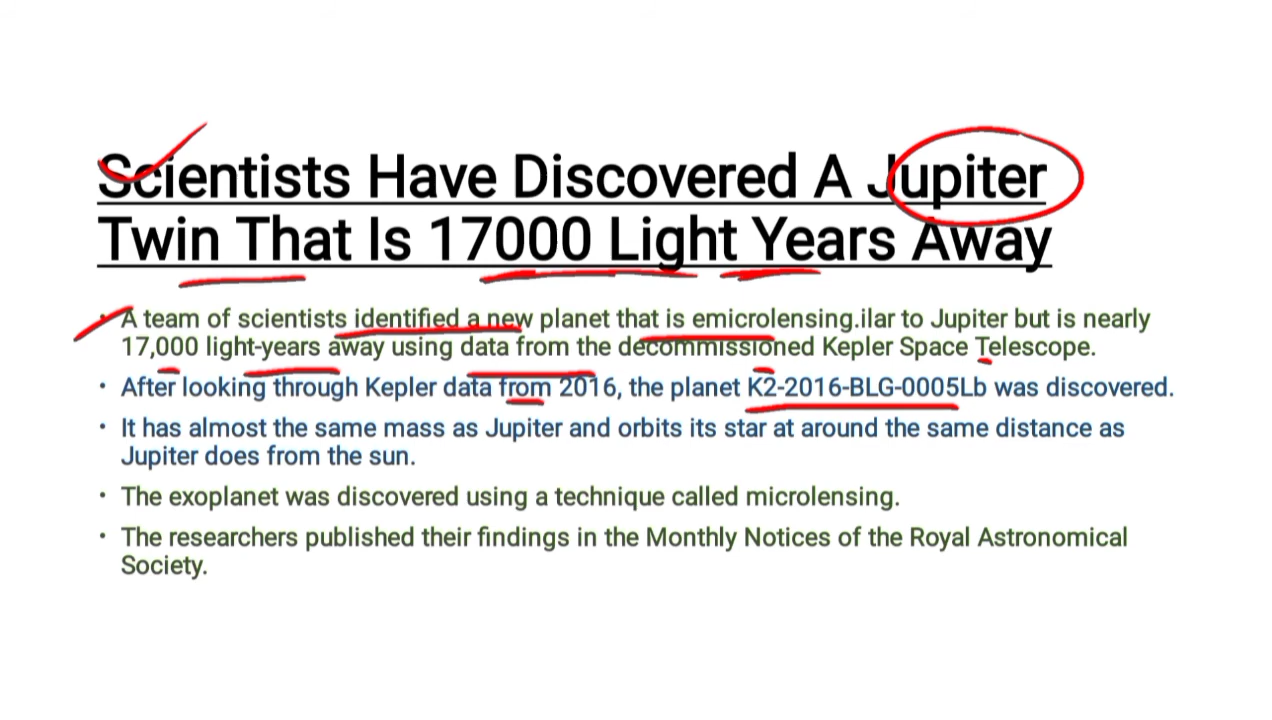 Scientists Have Discovered A Jupiter
Twin That Is 17000 Light Years Away
• A team of scientists identified a new planet that is emicrolensing.ilar to Jupiter but is nearly
17,000 light-years away using data from the decommissioned Kepler Space Telescope.
• After looking through Kepler data from 2016, the planet K2-2016-BLG-0005Lb was discovered.
• It has almost the same mass as Jupiter and orbits its star at around the same distance as
Jupiter does from the sun.
• The exoplanet was discovered using a technique called microlensing.
• The researchers published their findings in the Monthly Notices of the Royal Astronomical
Society.